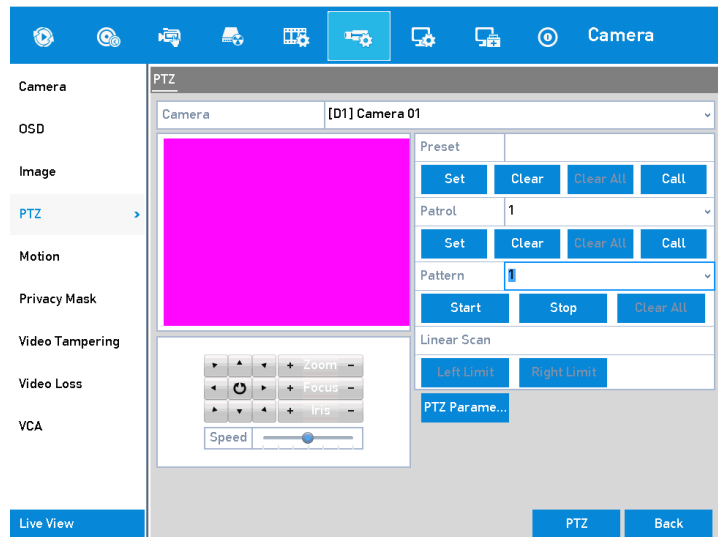 Camera
Camera
OSD
Image
PTZ >
Motion
Privacy Mask
Video Tampering
Video Loss
VCA
Live View
PTZ
Camera [D1] Camera 01
Preset
Set Clear Clear All Call
Patrol 1
Set Clear Clear All Call
Pattern 1
Start Stop Clear All
Linear Scan
Left Limit Right Limit
PTZ Parame...
+ Zoom -
+ Focus -
+ Iris -
Speed
PTZ Back